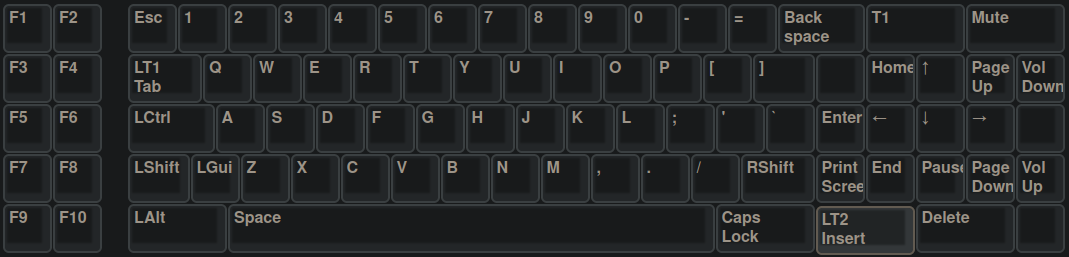 F1 F2 Esc 1 2 3 4 5 6 7 8 9 0 - = Back space T1 Mute
F3 F4 LT1 Tab Q W E R T Y U I O P [ ] Home ↑ Page Up Vol Down
F5 F6 LCtrl A S D F G H J K L ; ' ` Enter ← ↓ →
F7 F8 LShift LGui Z X C V B N M , . / RShift Print Scree End Pause Page Down Vol Up
F9 F10 LAlt Space Caps Lock LT2 Insert Delete